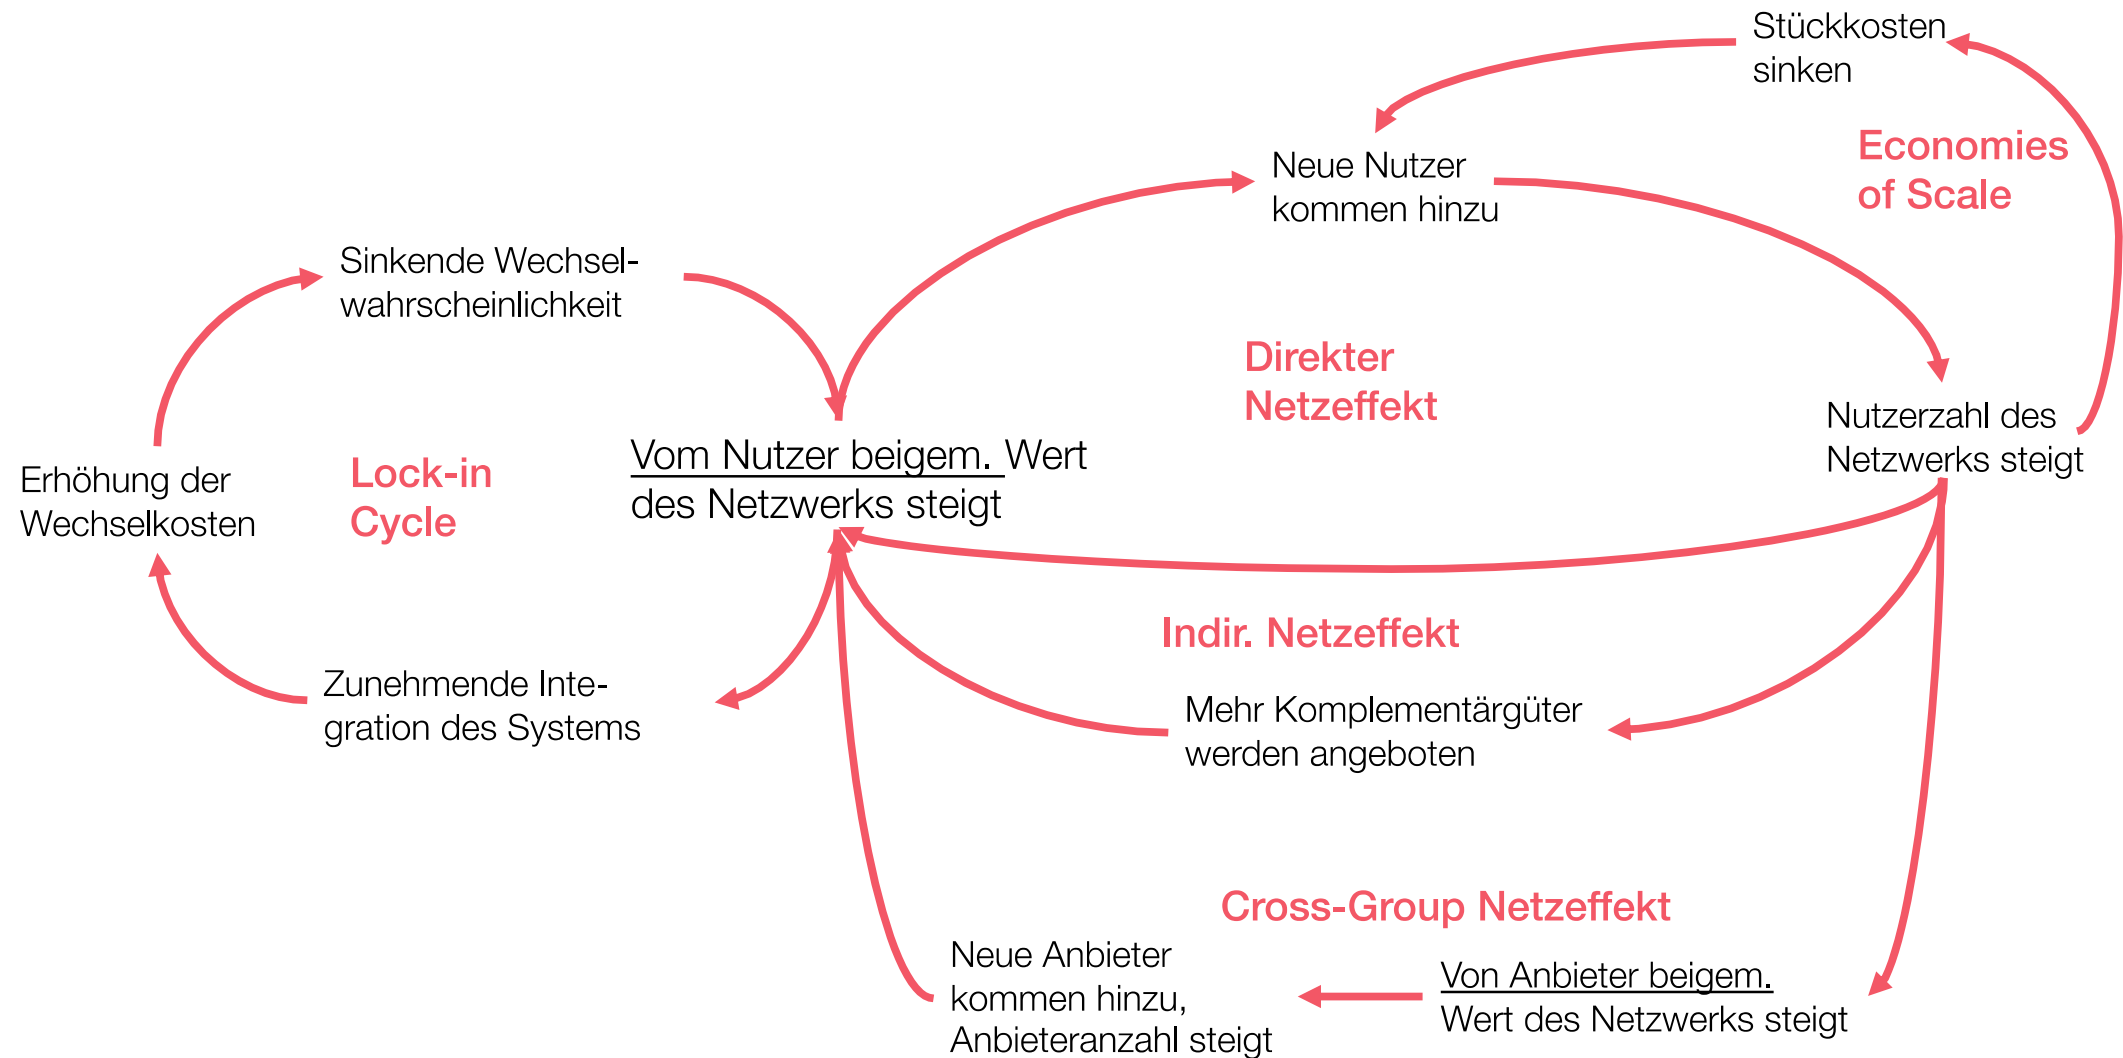 Stückkosten
sinken
Economies
of Scale
Neue Nutzer
kommen hinzu
Sinkende Wechsel-
wahrscheinlichkeit
Direkter
Netzeffekt
Nutzerzahl des
Netzwerks steigt
Vom Nutzer beigem. Wert
des Netzwerks steigt
Lock-in
Cycle
Erhöhung der
Wechselkosten
Indir. Netzeffekt
Zunehmende Inte-
gration des Systems
Mehr Komplementärgüter
werden angeboten
Cross-Group Netzeffekt
Neue Anbieter
kommen hinzu,
Anbieteranzahl steigt
Von Anbieter beigem.
Wert des Netzwerks steigt